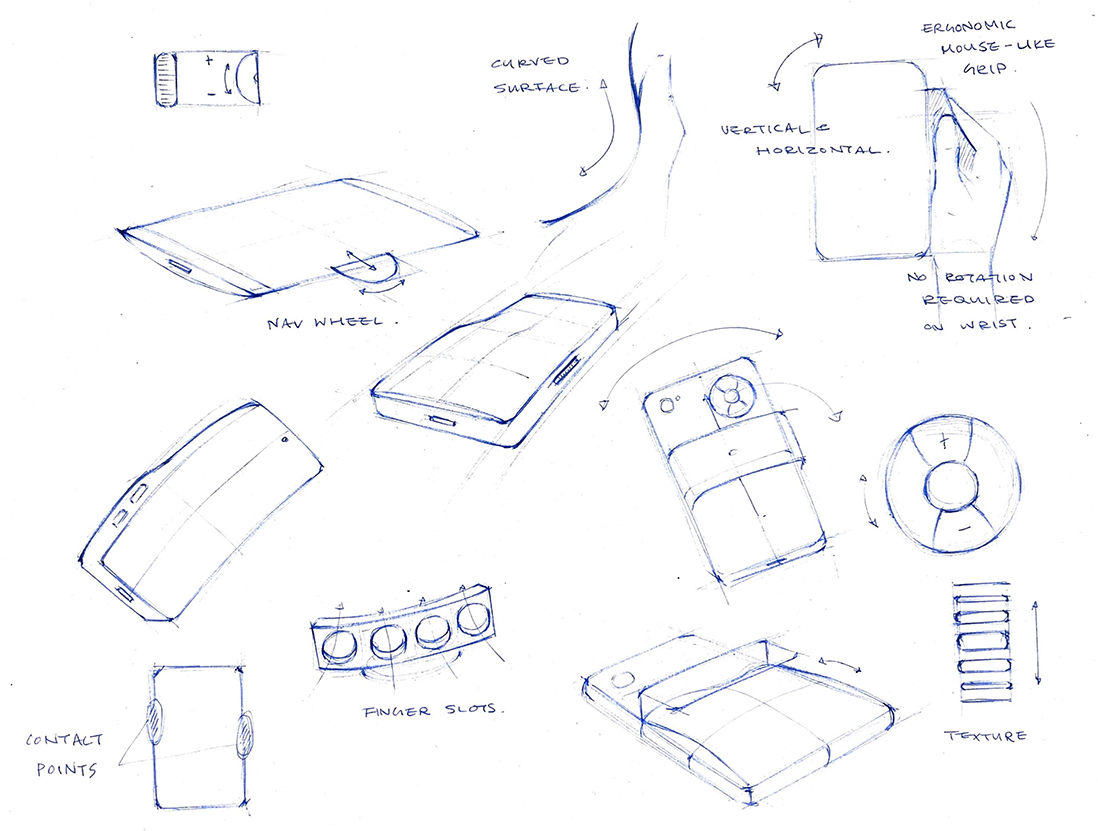 ERGONOMIC
MOUSE-LIKE
GRIP.
CURVED
SURFACE.
+
-
VERTICAL &
HORIZONTAL.
NO ROTATION
REQUIRED
ON WRIST.
NAV WHEEL.
+
-
FINGER SLOTS.
CONTACT
POINTS
TEXTURE